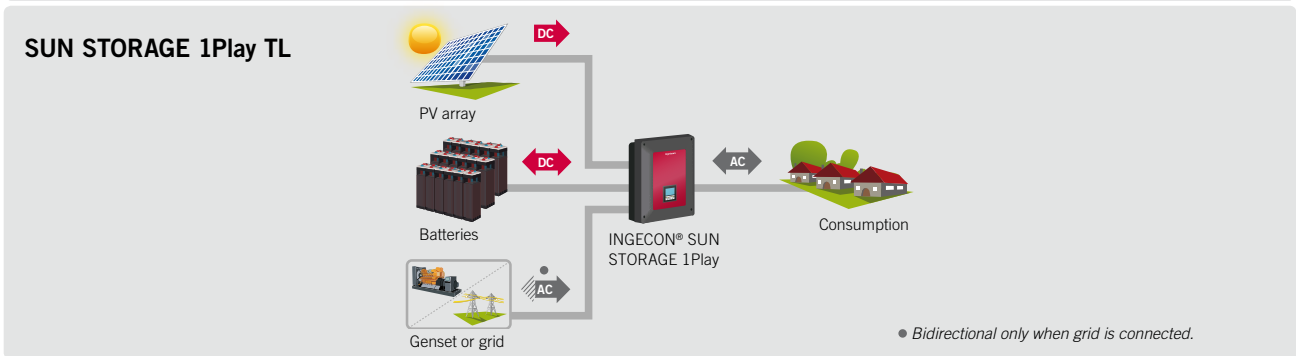 SUN STORAGE 1Play TL
DC
PV array
DC
Batteries
AC
Genset or grid
INGECON® SUN
STORAGE 1Play
AC
Consumption
● Bidirectional only when grid is connected.